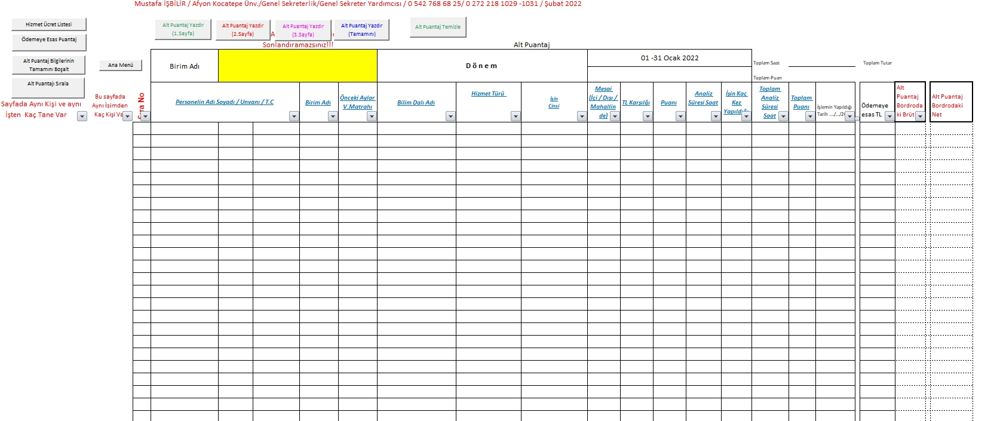 Mustafa İŞBİLİR / Afyon Kocatepe Ünv./Genel Sekreterlik/Genel Sekreter Yardımcısı / 0 542 768 68 25/ 0 272 218 1029 -1031 / Şubat 2022
Hizmet Ücret Listesi
Ödemeye Esas Puantaj
Alt Puantaj Bilgilerinin
Tamamını Boşalt
Alt Puantajı Sırala
Ana Menü
Alt Puantaj Yazdır
(1.Sayfa)
Alt Puantaj Yazdır
(2.Sayfa)
Alt Puantaj Yazdır
(3.Sayfa)
Alt Puantaj Yazdır
(Tamamını)
Alt Puantaj Temizle
Sonlandıramazsınız!!!
Alt Puantaj
Birim Adı
Dönem
01 -31 Ocak 2022
Toplam Saat
Toplam Tutar
Toplam Puan
Sayfada Aynı Kişi ve aynı
İşten Kaç Tane Var
Bu sayfada
Aynı İsimden
Kaç Kişi Va
Sıra No
Personelin Adı Soyadı / Unvanı / T.C
Birim Adı
Önceki Aylar
V.Matrahı
Bilim Dalı Adı
Hizmet Türü
İşin
Cinsi
Mesai
(İçi / Dışı /
Mahallin
de)
TL Karşılğı
Puanı
Analiz
Süresi Saat
İşin Kaç
Kez
Yapıldığı
Toplam
Analiz
Süresi
Saat
Toplam
Puanı
İşlemin Yapıldığı
Tarih .../.../20
Ödemeye
esas TL
Alt
Puantaj
Bordroda
ki Brüt
Alt Puantaj
Bordrodaki
Net